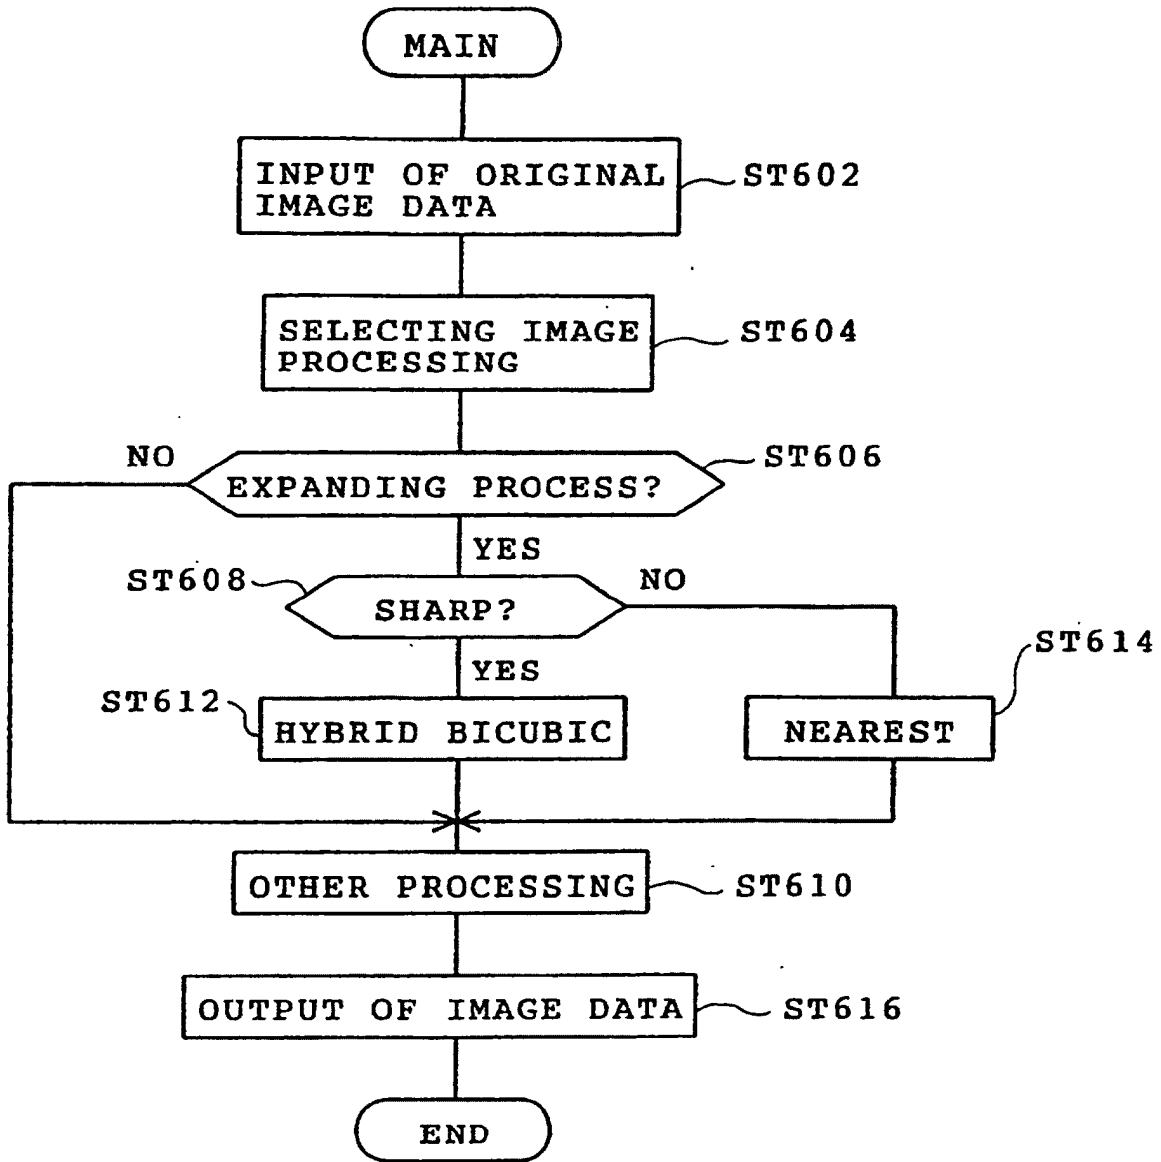 MAIN
INPUT OF ORIGINAL
IMAGE DATA
ST602
SELECTING IMAGE
PROCESSING
ST604
NO
EXPANDING PROCESS?
ST606
YES
ST608
SHARP?
NO
YES
ST612
HYBRID BICUBIC
ST614
NEAREST
OTHER PROCESSING
ST610
OUTPUT OF IMAGE DATA
ST616
END